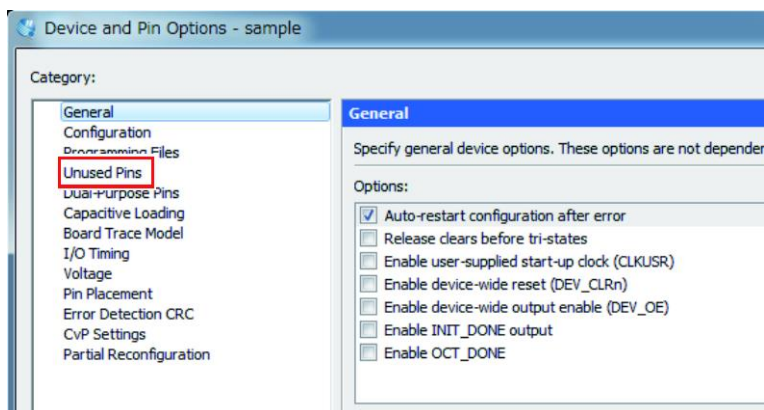 Device and Pin Options - sample
Category:
General
Configuration
Programming Files
Unused Pins
Dual-Purpose Pins
Capacitive Loading
Board Trace Model
I/O Timing
Voltage
Pin Placement
Error Detection CRC
CvP Settings
Partial Reconfiguration
General
Specify general device options. These options are not depender
Options:
Auto-restart configuration after error
Release clears before tri-states
Enable user-supplied start-up clock (CLKUSR)
Enable device-wide reset (DEV_CLRn)
Enable device-wide output enable (DEV_OE)
Enable INIT_DONE output
Enable OCT_DONE